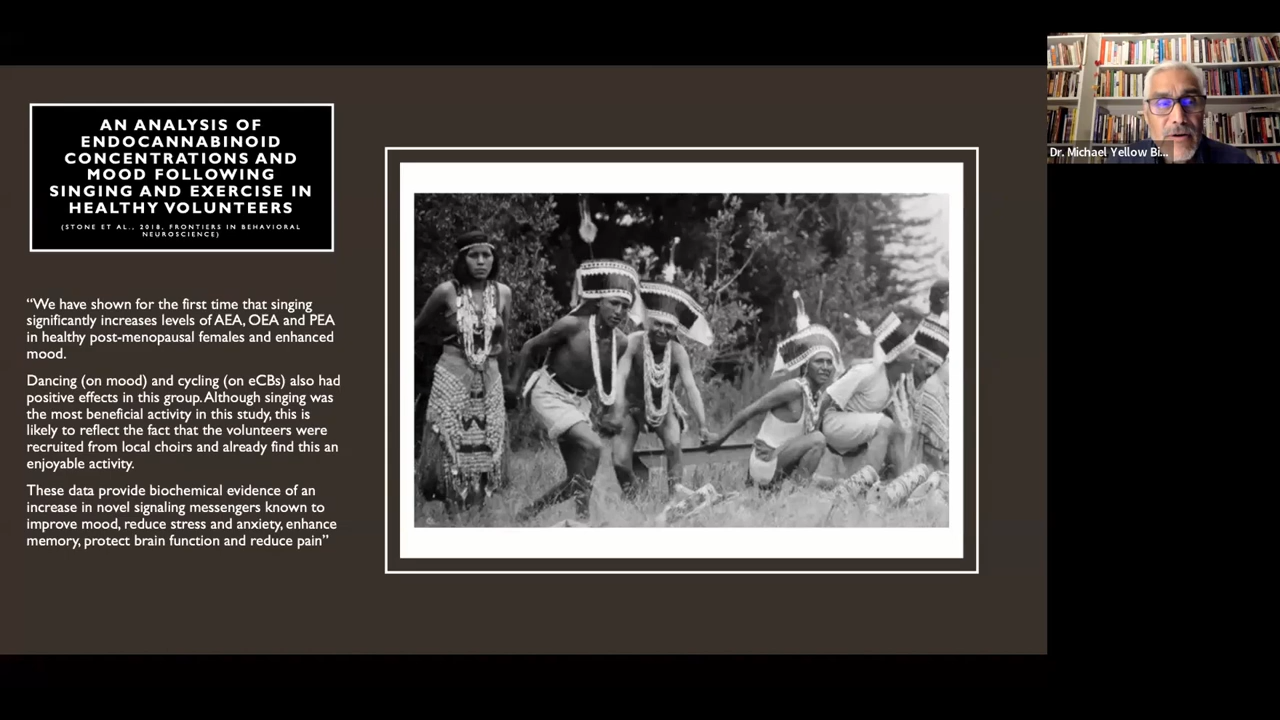 AN ANALYSIS OF
ENDOCANNABINOID
CONCENTRATIONS AND
MOOD FOLLOWING
SINGING AND EXERCISE IN
HEALTHY VOLUNTEERS
(STONE ET AL., 2018, FRONTIERS IN BEHAVIORAL
NEUROSCIENCE)
“We have shown for the first time that singing
significantly increases levels of AEA, OEA and PEA
in healthy post-menopausal females and enhanced
mood.
Dancing (on mood) and cycling (on eCBs) also had
positive effects in this group. Although singing was
the most beneficial activity in this study, this is
likely to reflect the fact that the volunteers were
recruited from local choirs and already find this an
enjoyable activity.
These data provide biochemical evidence of an
increase in novel signaling messengers known to
improve mood, reduce stress and anxiety, enhance
memory, protect brain function and reduce pain”
Dr. Michael Yellow Bi...